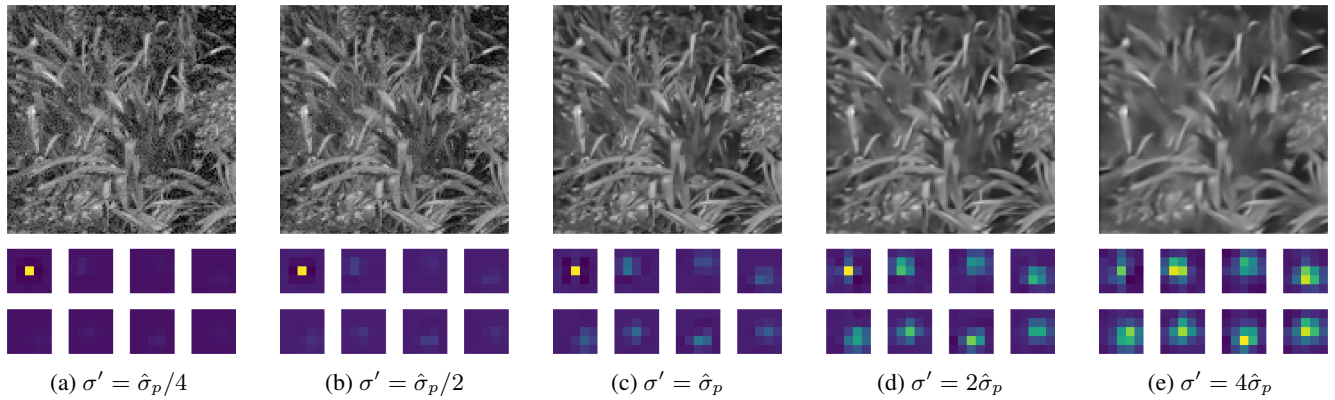 (a) σ′ = σ̂ₚ/4
(b) σ′ = σ̂ₚ/2
(c) σ′ = σ̂ₚ
(d) σ′ = 2σ̂ₚ
(e) σ′ = 4σ̂ₚ